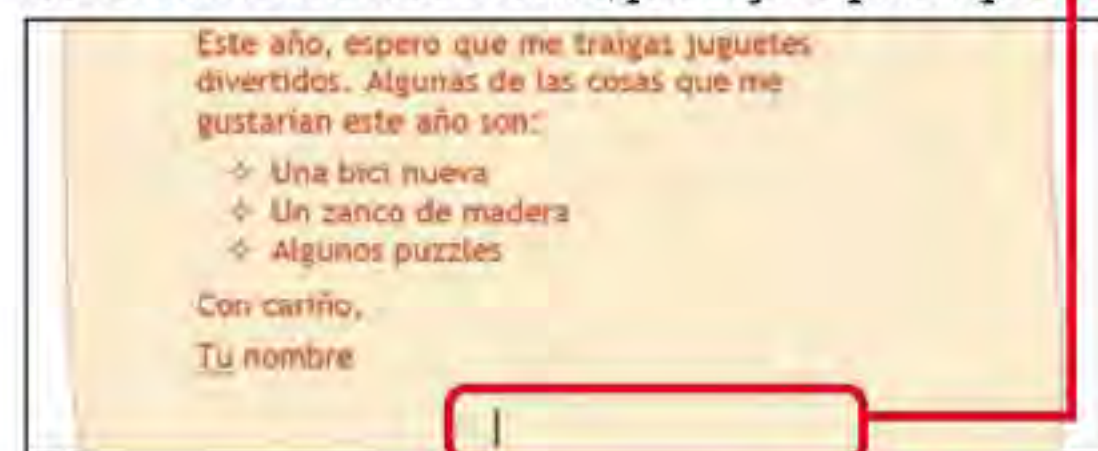 Este año, espero que me traigas juguetes
divertidos. Algunas de las cosas que me
gustarían este año son:
✧ Una bici nueva
✧ Un zanco de madera
✧ Algunos puzzles
Con cariño,
Tu nombre